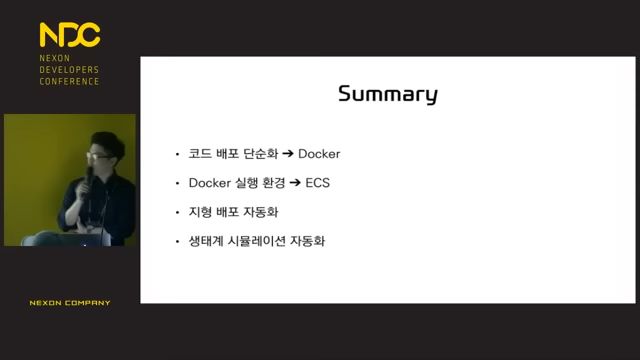 NDC
NEXON
DEVELOPERS
CONFERENCE
Summary
• 코드 배포 단순화 ➔ Docker
• Docker 실행 환경 ➔ ECS
• 지형 배포 자동화
• 생태계 시뮬레이션 자동화
NEXON COMPANY